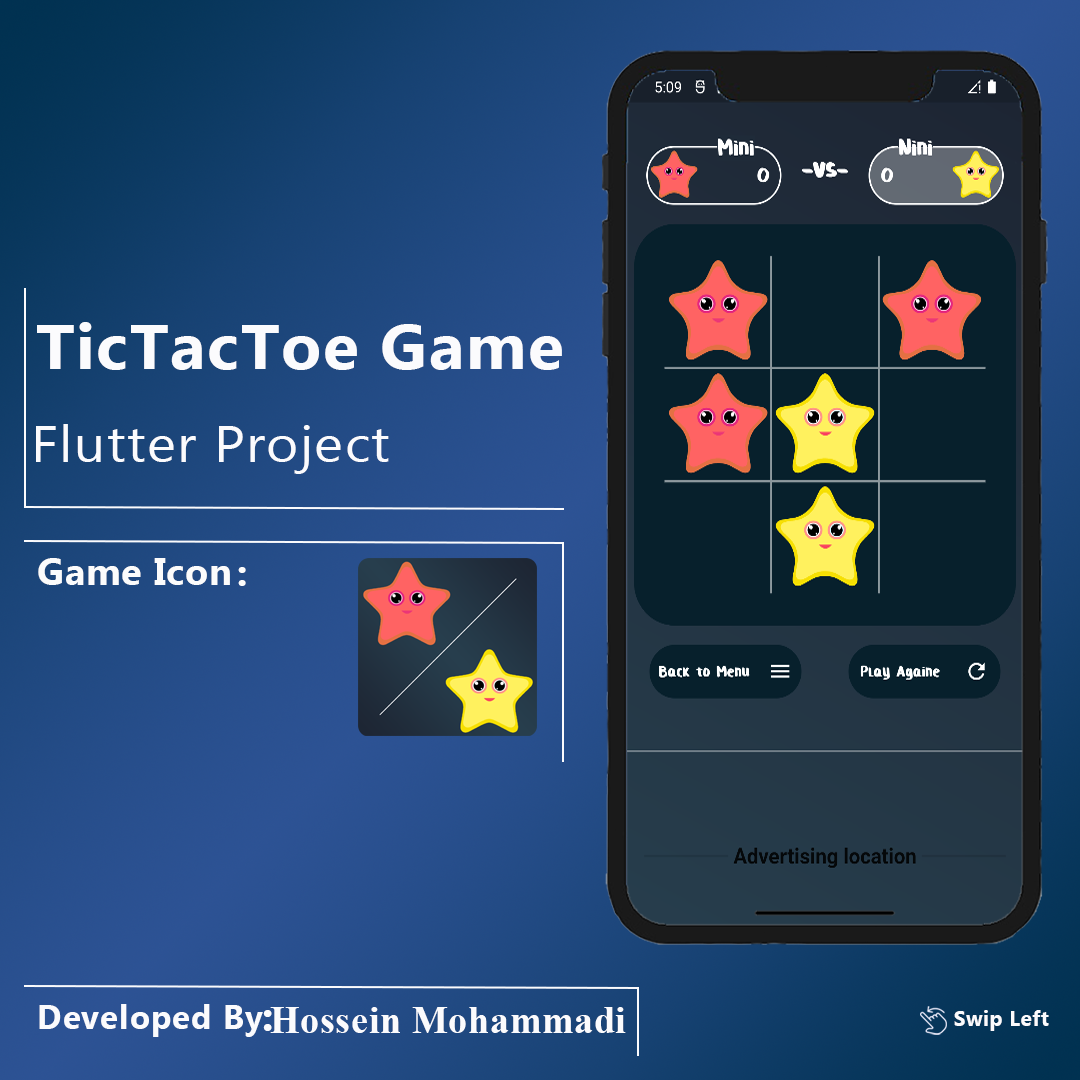 TicTacToe Game
Flutter Project
Game Icon:
5:09
Mini
0
-VS-
Nini
0
Back to Menu
Play Againe
Advertising location
Developed By:Hossein Mohammadi
Swip Left